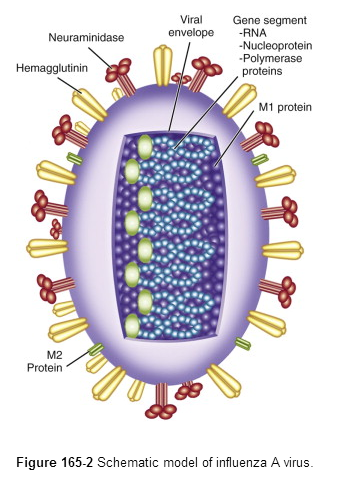 Neuraminidase
Hemagglutinin
Viral
envelope
Gene segment
-RNA
-Nucleoprotein
-Polymerase
proteins
M1 protein
M2
Protein
Figure 165-2 Schematic model of influenza A virus.